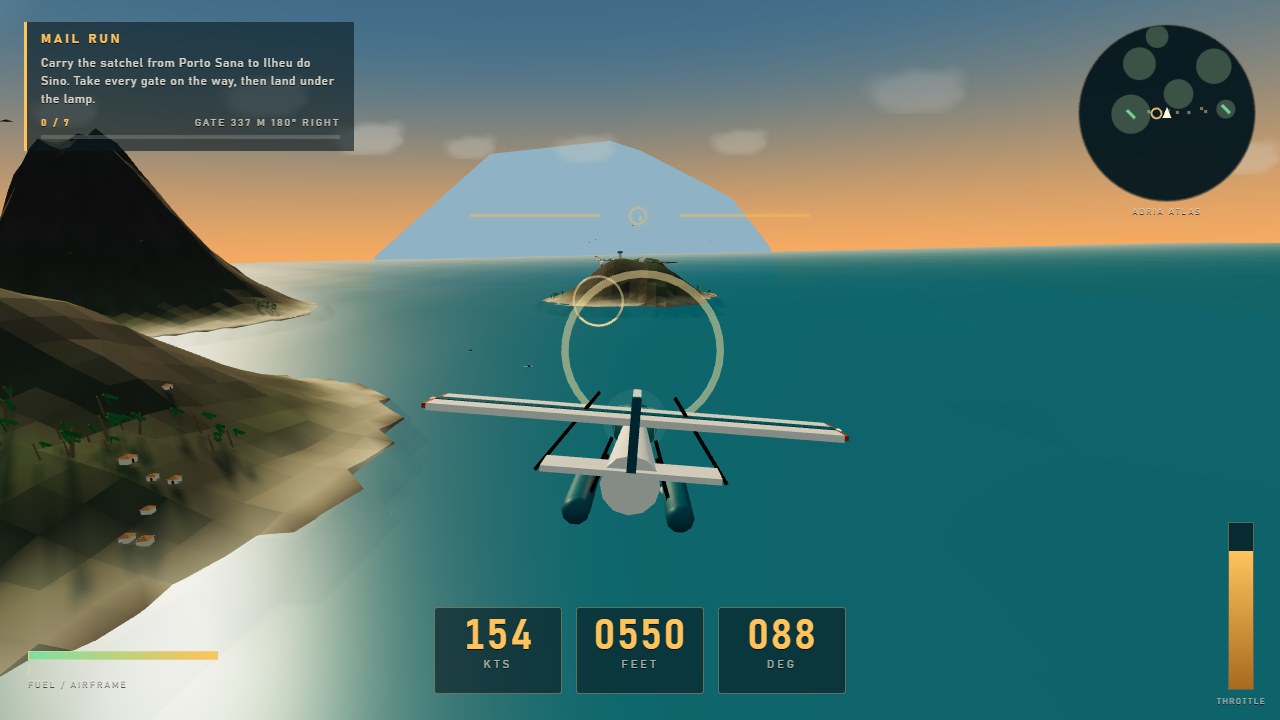 MAIL RUN
Carry the satchel from Porto Sana to Ilheu do
Sino. Take every gate on the way, then land under
the lamp.
0 / 7
GATE 337 M 180° RIGHT
ADRIA ATLAS
154
KTS
0550
FEET
088
DEG
FUEL / AIRFRAME
THROTTLE